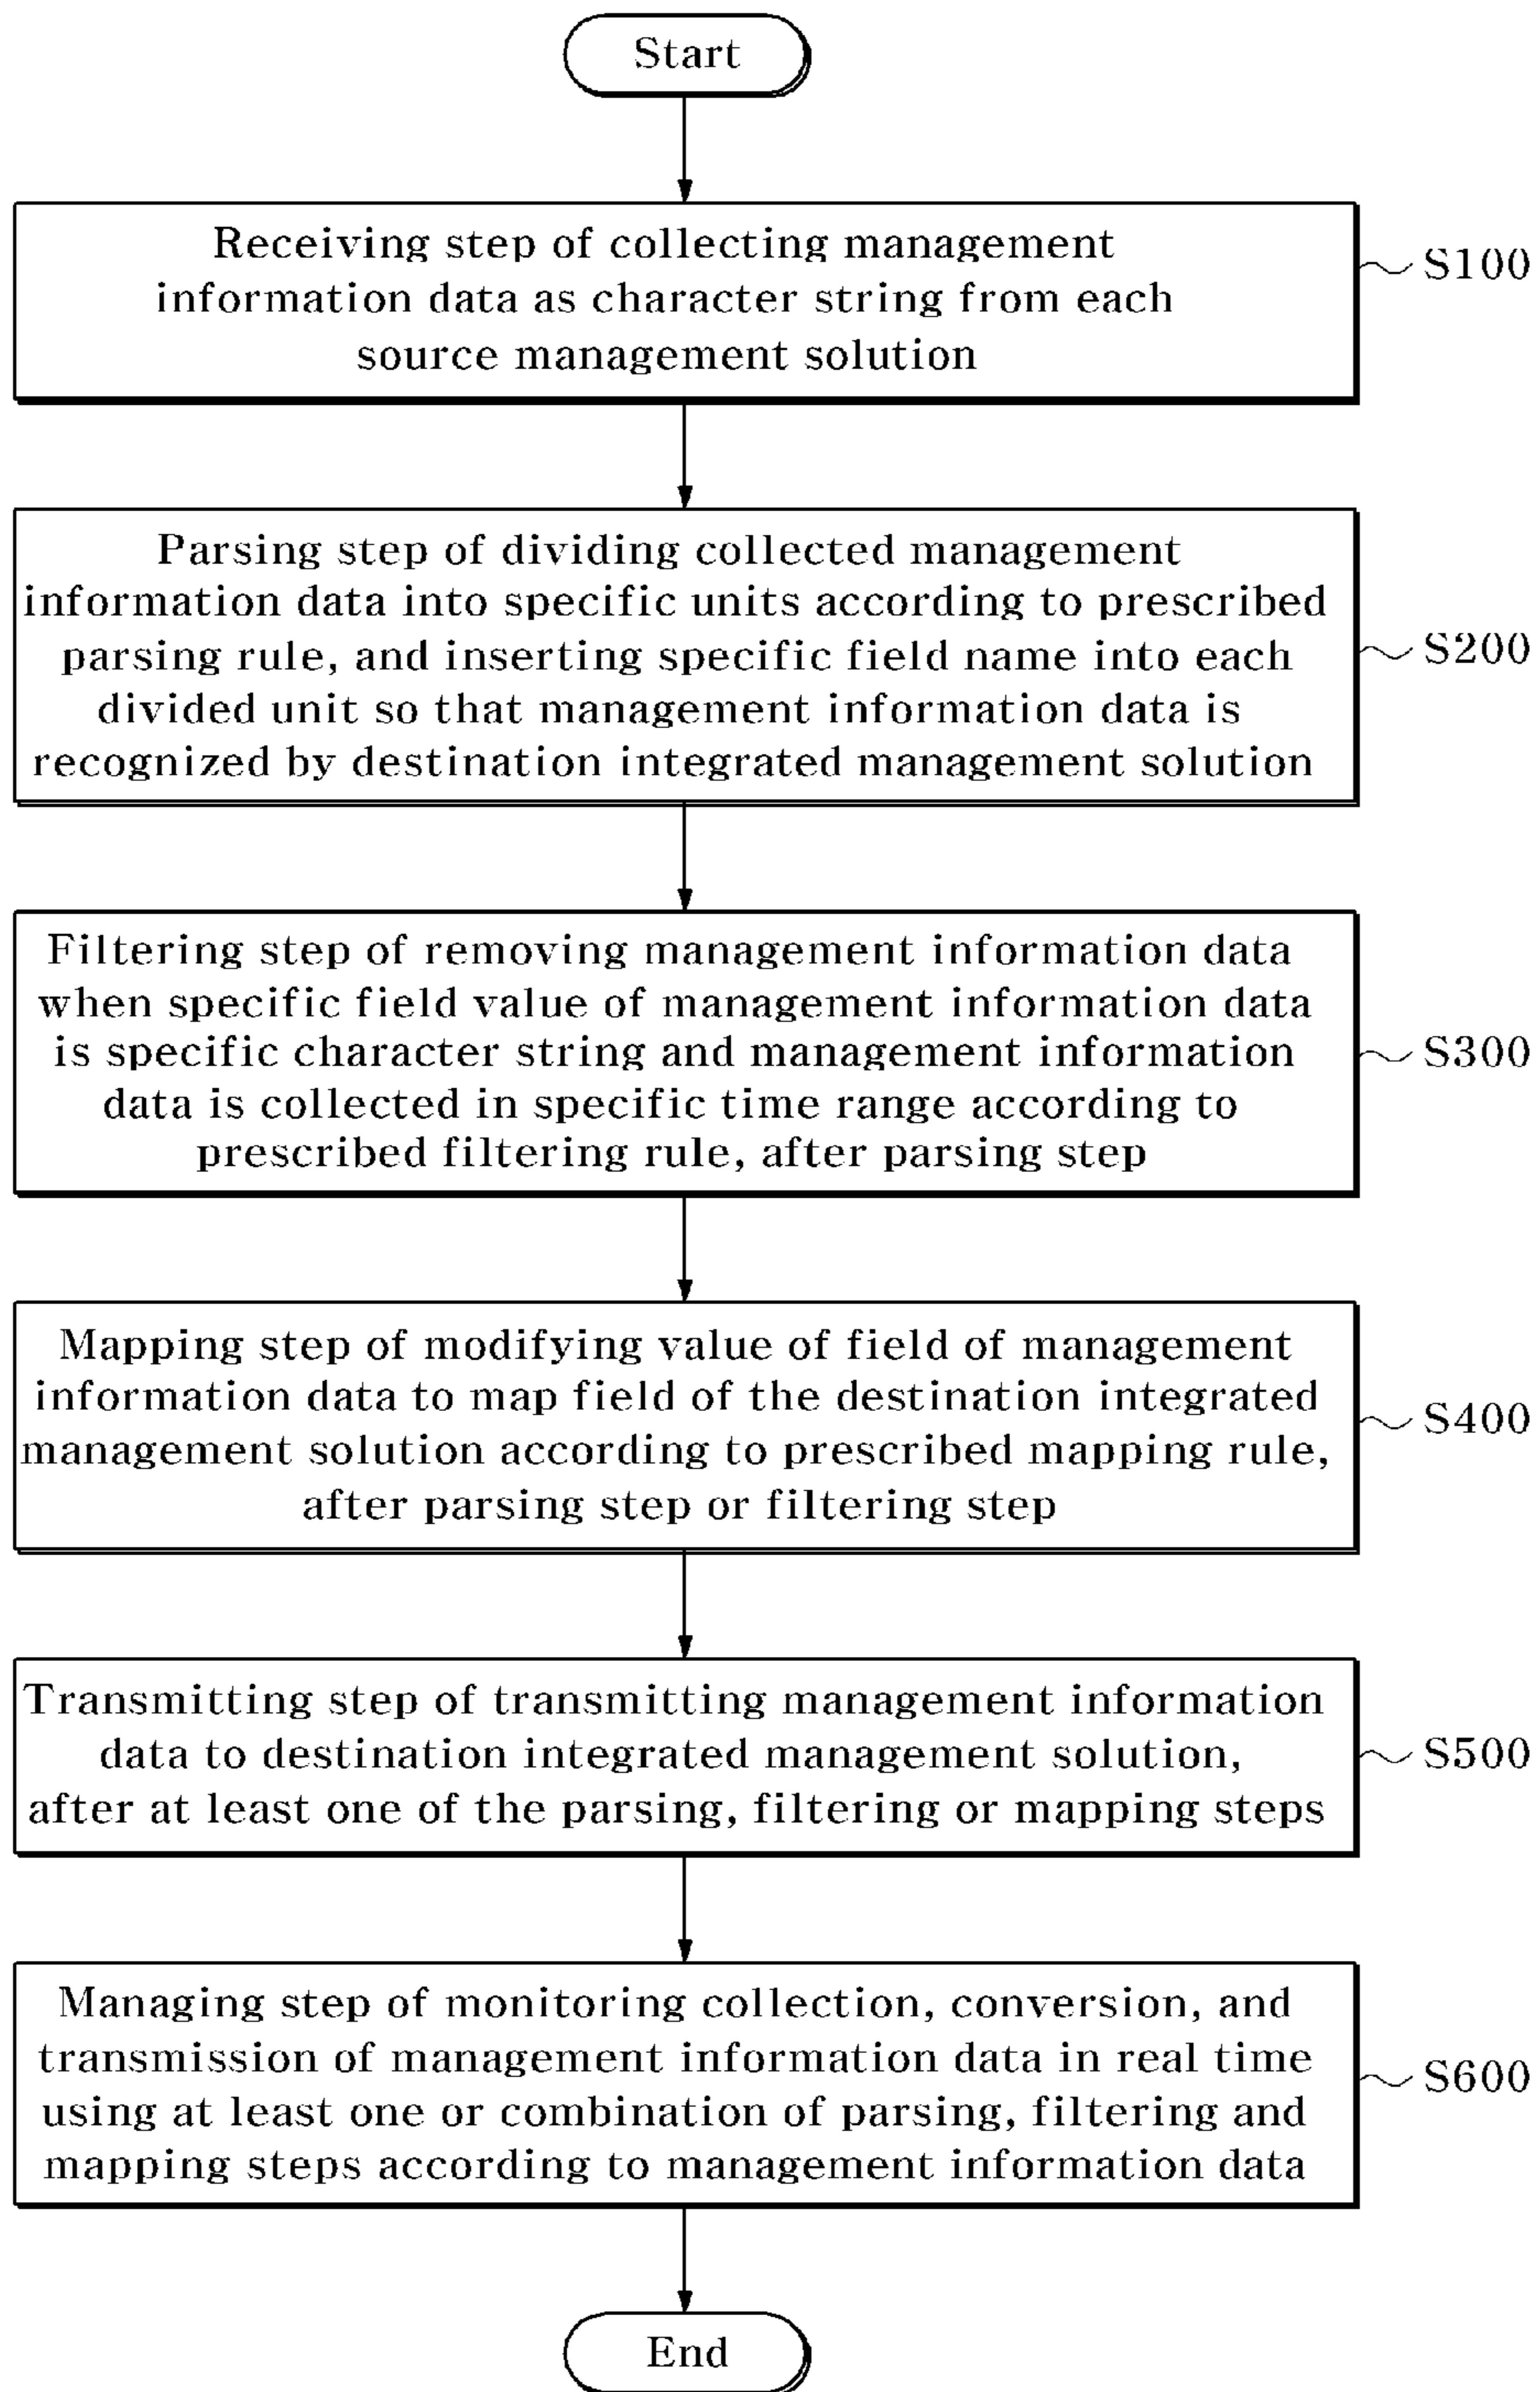 Start
Receiving step of collecting management
information data as character string from each
source management solution
S100
Parsing step of dividing collected management
information data into specific units according to prescribed
parsing rule, and inserting specific field name into each
divided unit so that management information data is
recognized by destination integrated management solution
S200
Filtering step of removing management information data
when specific field value of management information data
is specific character string and management information
data is collected in specific time range according to
prescribed filtering rule, after parsing step
S300
Mapping step of modifying value of field of management
information data to map field of the destination integrated
management solution according to prescribed mapping rule,
after parsing step or filtering step
S400
Transmitting step of transmitting management information
data to destination integrated management solution,
after at least one of the parsing, filtering or mapping steps
S500
Managing step of monitoring collection, conversion, and
transmission of management information data in real time
using at least one or combination of parsing, filtering and
mapping steps according to management information data
S600
End